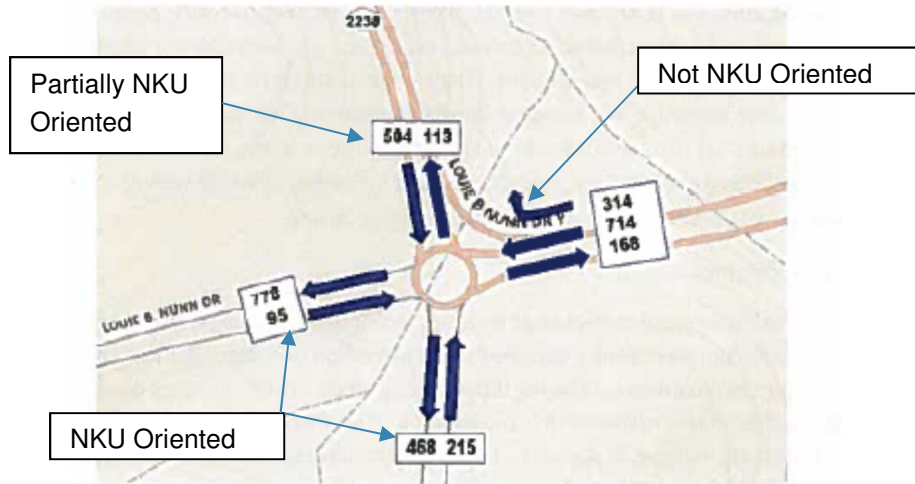 2238
Partially NKU
Oriented
Not NKU Oriented
504 113
LOUIE B NUNN DR Y
314
714
168
778
95
LOUIE B. NUNN DR
NKU Oriented
468 215